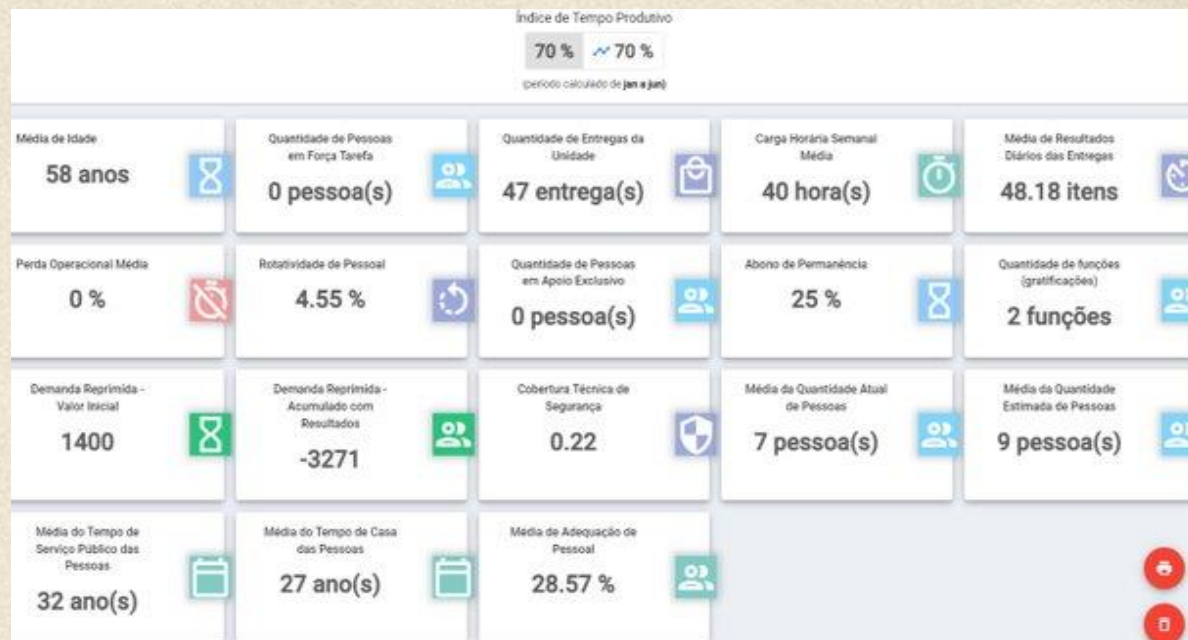 Índice de Tempo Produtivo
70 % 70 %
(período calculado de jan a jun)
Média de Idade
58 anos
Quantidade de Pessoas
em Força Tarefa
0 pessoa(s)
Quantidade de Entregas da
Unidade
47 entrega(s)
Carga Horária Semanal
Média
40 hora(s)
Média de Resultados
Diários das Entregas
48.18 itens
Perda Operacional Média
0 %
Rotatividade de Pessoal
4.55 %
Quantidade de Pessoas
em Apoio Exclusivo
0 pessoa(s)
Abono de Permanência
25 %
Quantidade de funções
(gratificações)
2 funções
Demanda Reprimida -
Valor Inicial
1400
Demanda Reprimida -
Acumulado com
Resultados
-3271
Cobertura Técnica de
Segurança
0.22
Média da Quantidade Atual
de Pessoas
7 pessoa(s)
Média da Quantidade
Estimada de Pessoas
9 pessoa(s)
Média do Tempo de
Serviço Público das
Pessoas
32 ano(s)
Média do Tempo de Casa
das Pessoas
27 ano(s)
Média de Adequação de
Pessoal
28.57 %